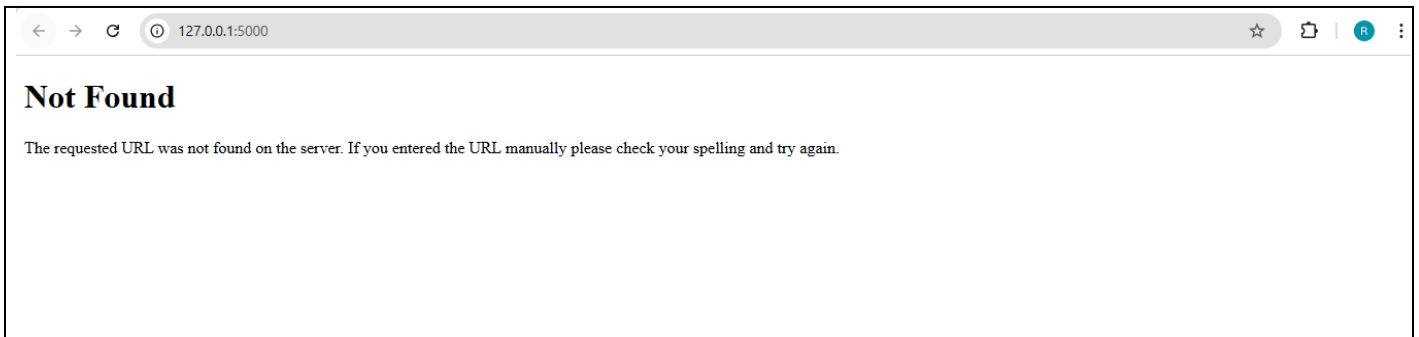 127.0.0.1:5000
R
Not Found
The requested URL was not found on the server. If you entered the URL manually please check your spelling and try again.